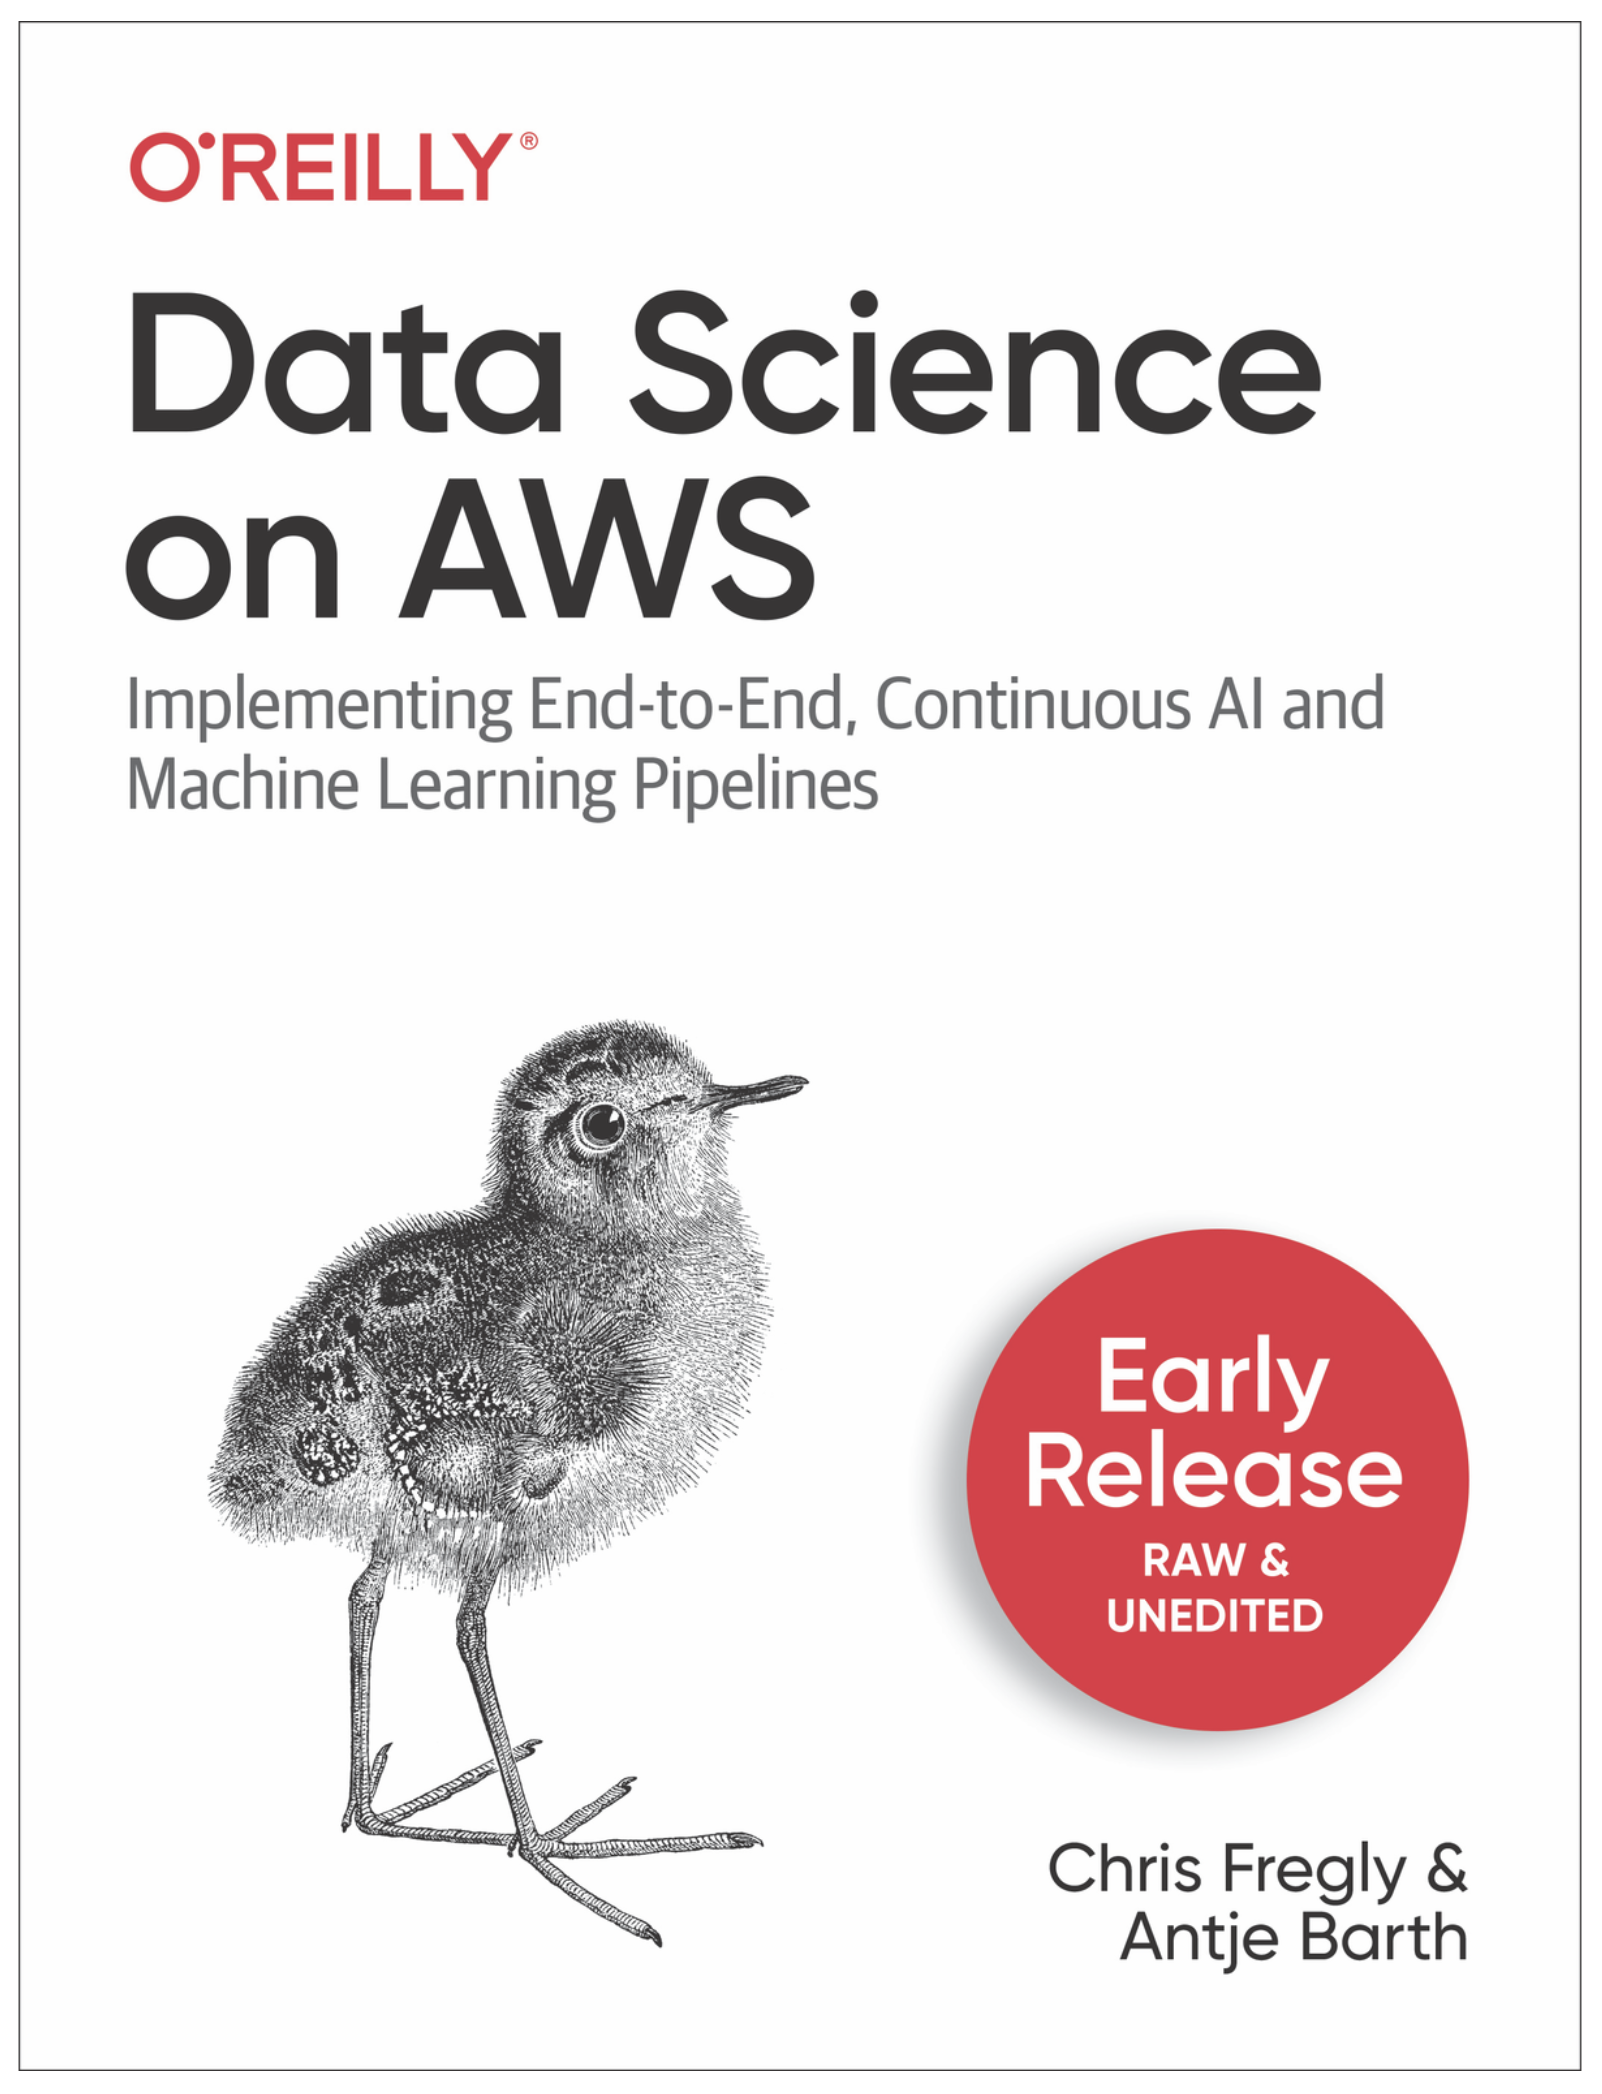 O'REILLY®
Data Science
on AWS
Implementing End-to-End, Continuous AI and
Machine Learning Pipelines
Early
Release
RAW &
UNEDITED
Chris Fregly &
Antje Barth